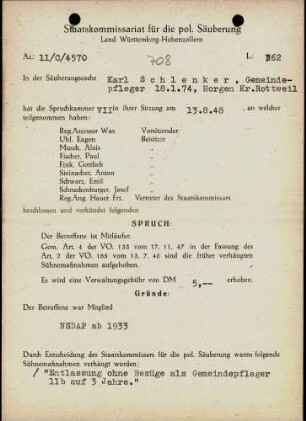 Staatskommissariat für die pol. Säuberung
Land Württemberg-Hohenzollern
Az.: 11/C/4570
708
L: 362
In der Säuberungssache Karl Schlenker, Gemeinde-
pfleger 18.1.74, Horgen Kr.Rottweil
hat die Spruchkammer VII in ihrer Sitzung am 13.8.48 an welcher
teilgenommen haben:
Reg.Assessor Wax Vorsitzender
Uhl, Eugen Beisitzer
Musch, Alois "
Fischer, Paul "
Fink, Gottlieb "
Steinacher, Anton "
Schwarz, Emil "
Schnedenburger, Josef "
Reg.Ang. Hauer, Frz. Vertreter des Staatskommissars
beschlossen und verkündet folgenden
SPRUCH:
Der Betroffene ist Mitläufer.
Gem. Art. 4 der VO. 133 vom 17. 11. 47 in der Fassung des
Art. 2 der VO. 165 vom 13. 7. 48 sind die früher verhängten
Sühnemaßnahmen aufgehoben.
Es wird eine Verwaltungsgebühr von DM 5,-- erhoben.
Gründe:
Der Betroffene war Mitglied
NSDAP ab 1933
Durch Entscheidung des Staatskommissars für die pol. Säuberung waren folgende
Sühnemaßnahmen verhängt worden:
/ "Entlassung ohne Bezüge als Gemeindepfleger
llb auf 3 Jahre."